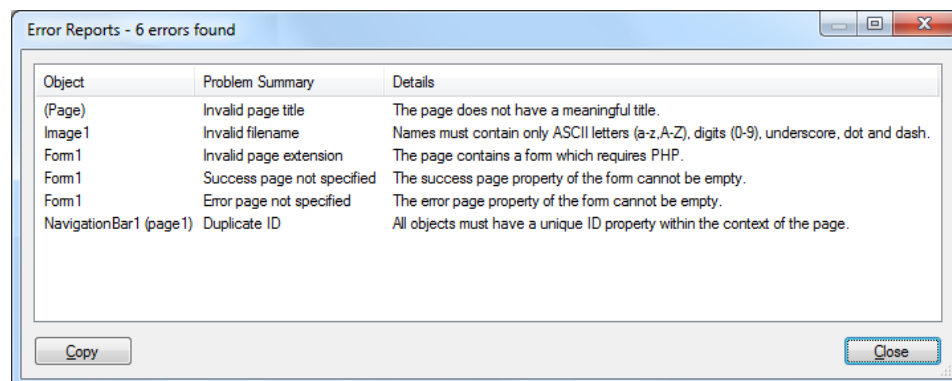 Error Reports - 6 errors found
Object Problem Summary Details
(Page) Invalid page title The page does not have a meaningful title.
Image1 Invalid filename Names must contain only ASCII letters (a-z,A-Z), digits (0-9), underscore, dot and dash.
Form1 Invalid page extension The page contains a form which requires PHP.
Form1 Success page not specified The success page property of the form cannot be empty.
Form1 Error page not specified The error page property of the form cannot be empty.
NavigationBar1 (page1) Duplicate ID All objects must have a unique ID property within the context of the page.
Copy Close